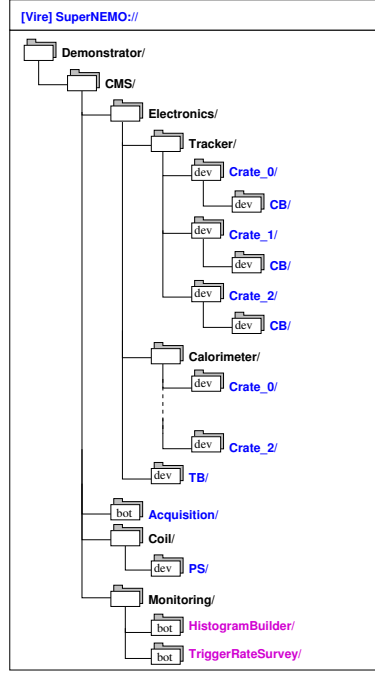 [Vire] SuperNEMO://
Demonstrator/
CMS/
Electronics/
Tracker/
dev Crate_0/
dev CB/
dev Crate_1/
dev CB/
dev Crate_2/
dev CB/
Calorimeter/
dev Crate_0/
dev Crate_2/
dev TB/
bot Acquisition/
Coil/
dev PS/
Monitoring/
bot HistogramBuilder/
bot TriggerRateSurvey/